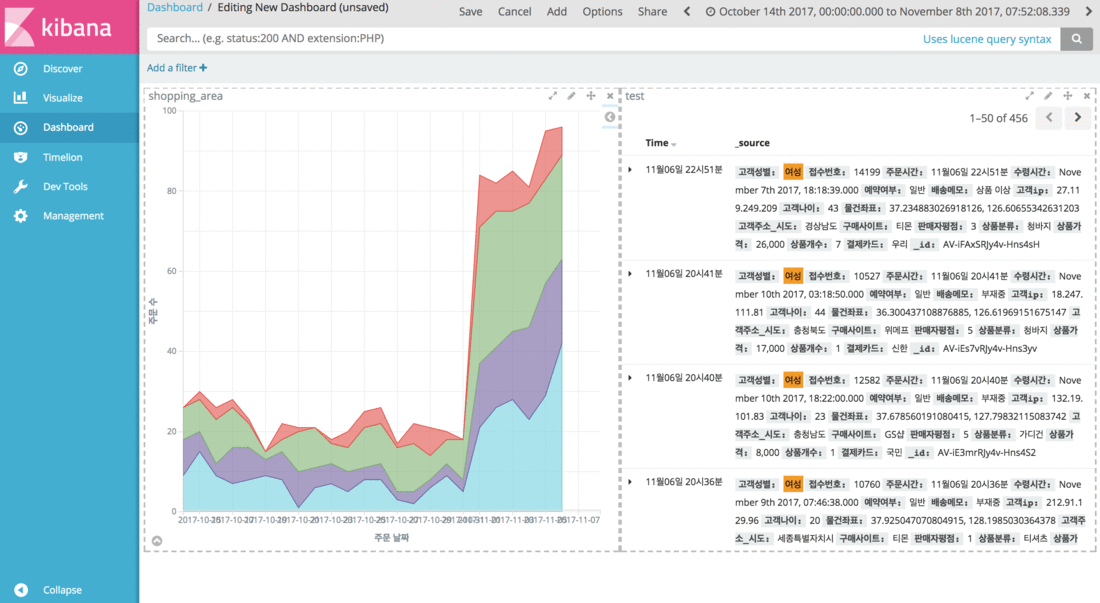 kibana
Discover
Visualize
Dashboard
Timelion
Dev Tools
Management
Collapse
Dashboard / Editing New Dashboard (unsaved)
Save Cancel Add Options Share October 14th 2017, 00:00:00.000 to November 8th 2017, 07:52:08.339
Search... (e.g. status:200 AND extension:PHP) Uses lucene query syntax
Add a filter +
shopping_area
100
80
60
40
20
0
주문 수
2017-11-07
주문 날짜
test
1–50 of 456
Time _source
11월06일 22시51분 고객성별: 여성 접수번호: 14199 주문시간: 11월06일 22시51분 수령시간: Nove
mber 7th 2017, 18:18:39.000 예약여부: 일반 배송메모: 상품 이상 고객ip: 27.11
9.249.209 고객나이: 43 물건좌표: 37.234883026918126, 126.60655342631203
고객주소_시도: 경상남도 구매사이트: 티몬 판매자평점: 3 상품분류: 청바지 상품가
격: 26,000 상품개수: 7 결제카드: 우리 _id: AV-iFAxSRJy4v-Hns4sH
11월06일 20시41분 고객성별: 여성 접수번호: 10527 주문시간: 11월06일 20시41분 수령시간: Nove
mber 10th 2017, 03:18:50.000 예약여부: 일반 배송메모: 부재중 고객ip: 18.247.
111.81 고객나이: 44 물건좌표: 36.300437108876885, 126.61969151675147 고
객주소_시도: 충청북도 구매사이트: 위메프 판매자평점: 5 상품분류: 청바지 상품가
격: 17,000 상품개수: 1 결제카드: 신한 _id: AV-iEs7vRJy4v-Hns3yv
11월06일 20시40분 고객성별: 여성 접수번호: 12582 주문시간: 11월06일 20시40분 수령시간: Nove
mber 10th 2017, 18:22:00.000 예약여부: 일반 배송메모: 부재중 고객ip: 132.19.
101.83 고객나이: 23 물건좌표: 37.678560191080415, 127.79832115083742 고
객주소_시도: 충청남도 구매사이트: GS샵 판매자평점: 5 상품분류: 가디건 상품가
격: 8,000 상품개수: 1 결제카드: 국민 _id: AV-iE3mrRJy4v-Hns4S2
11월06일 20시36분 고객성별: 여성 접수번호: 10760 주문시간: 11월06일 20시36분 수령시간: Nove
mber 9th 2017, 07:46:38.000 예약여부: 일반 배송메모: 부재중 고객ip: 212.91.1
29.96 고객나이: 20 물건좌표: 37.925047070804915, 128.1985030364378 고객주
소_시도: 세종특별자치시 구매사이트: 티몬 판매자평점: 1 상품분류: 티셔츠 상품가